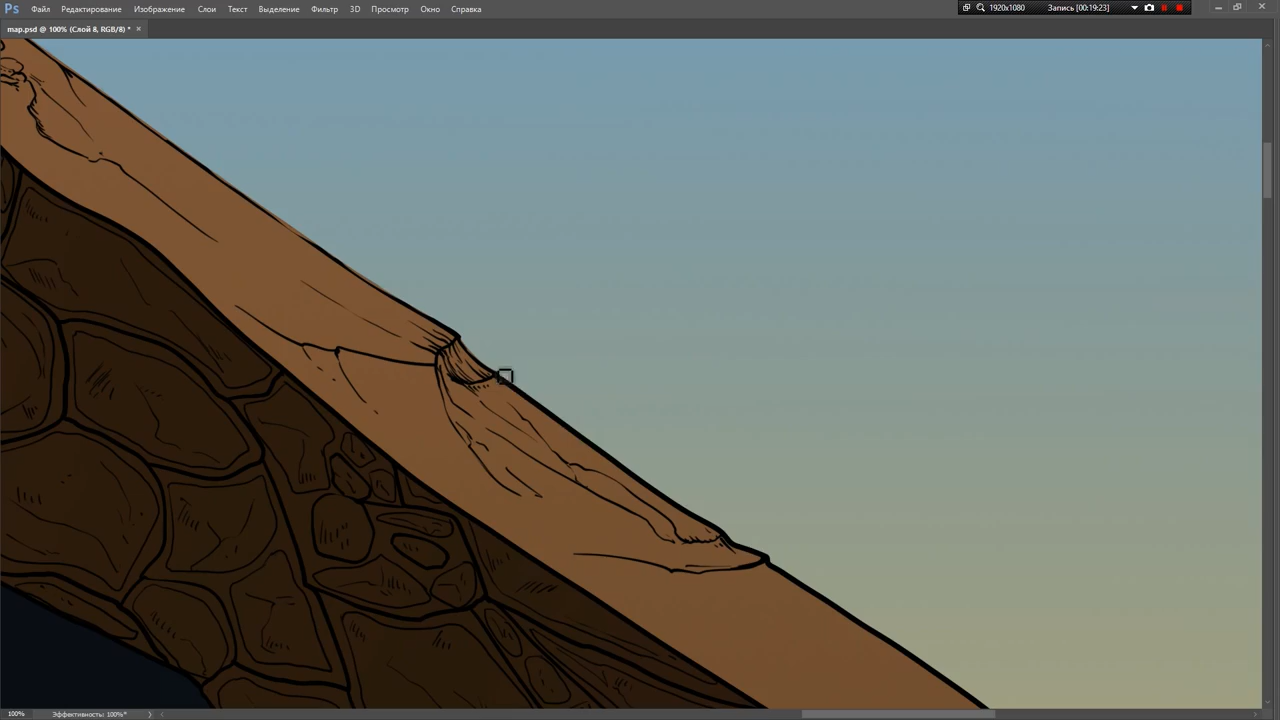 Ps Файл Редактирование Изображение Слои Текст Выделение Фильтр 3D Просмотр Окно Справка 1920x1080 Запись [00:19:23]
map.psd @ 100% (Слой 8, RGB/8) * ×
100% Эффективность: 100%*